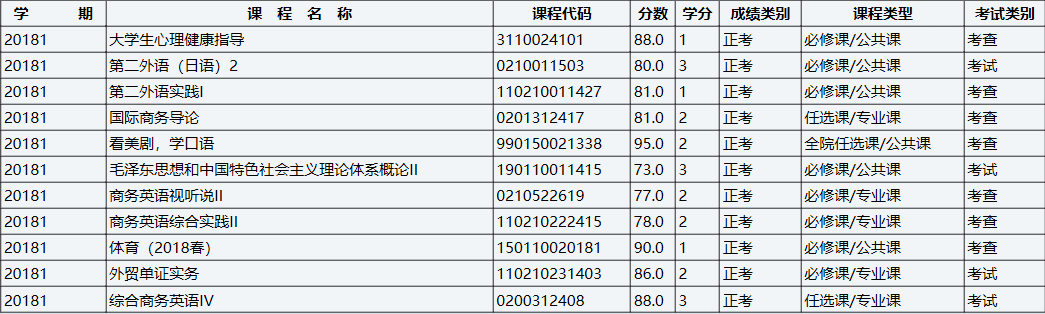 学 期 课 程 名 称 课程代码 分数 学分 成绩类别 课程类型 考试类别
20181 大学生心理健康指导 3110024101 88.0 1 正考 必修课/公共课 考查
20181 第二外语（日语）2 0210011503 80.0 3 正考 必修课/公共课 考试
20181 第二外语实践I 110210011427 81.0 1 正考 必修课/公共课 考查
20181 国际商务导论 0201312417 81.0 2 正考 任选课/专业课 考查
20181 看美剧，学口语 990150021338 95.0 2 正考 全院任选课/公共课 考查
20181 毛泽东思想和中国特色社会主义理论体系概论II 190110011415 73.0 3 正考 必修课/公共课 考试
20181 商务英语视听说II 0210522619 77.0 2 正考 必修课/专业课 考查
20181 商务英语综合实践II 110210222415 78.0 2 正考 必修课/专业课 考查
20181 体育（2018春） 150110020181 90.0 1 正考 必修课/公共课 考查
20181 外贸单证实务 110210231403 86.0 2 正考 必修课/专业课 考试
20181 综合商务英语IV 0200312408 88.0 3 正考 任选课/专业课 考试